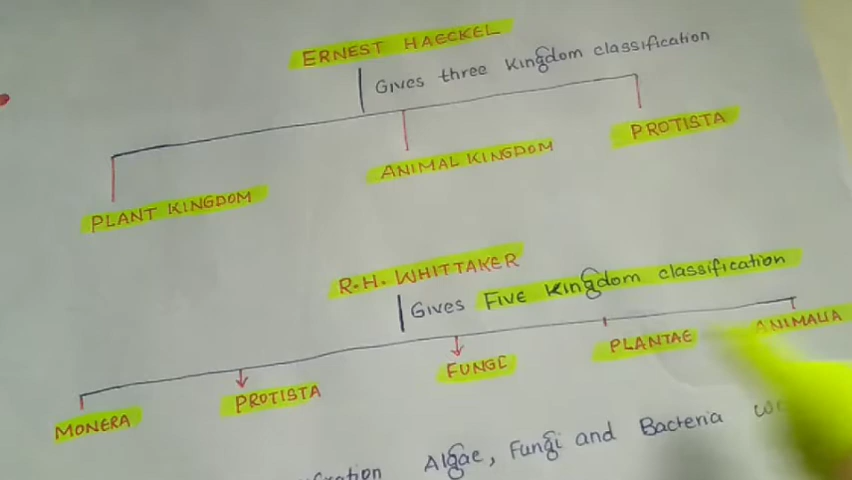 ERNEST HAECKEL
Gives three Kingdom classification
PLANT KINGDOM
ANIMAL KINGDOM
PROTISTA
R.H. WHITTAKER
Gives Five Kingdom classification
MONERA
PROTISTA
FUNGI
PLANTAE
ANIMALIA
Algae, Fungi and Bacteria